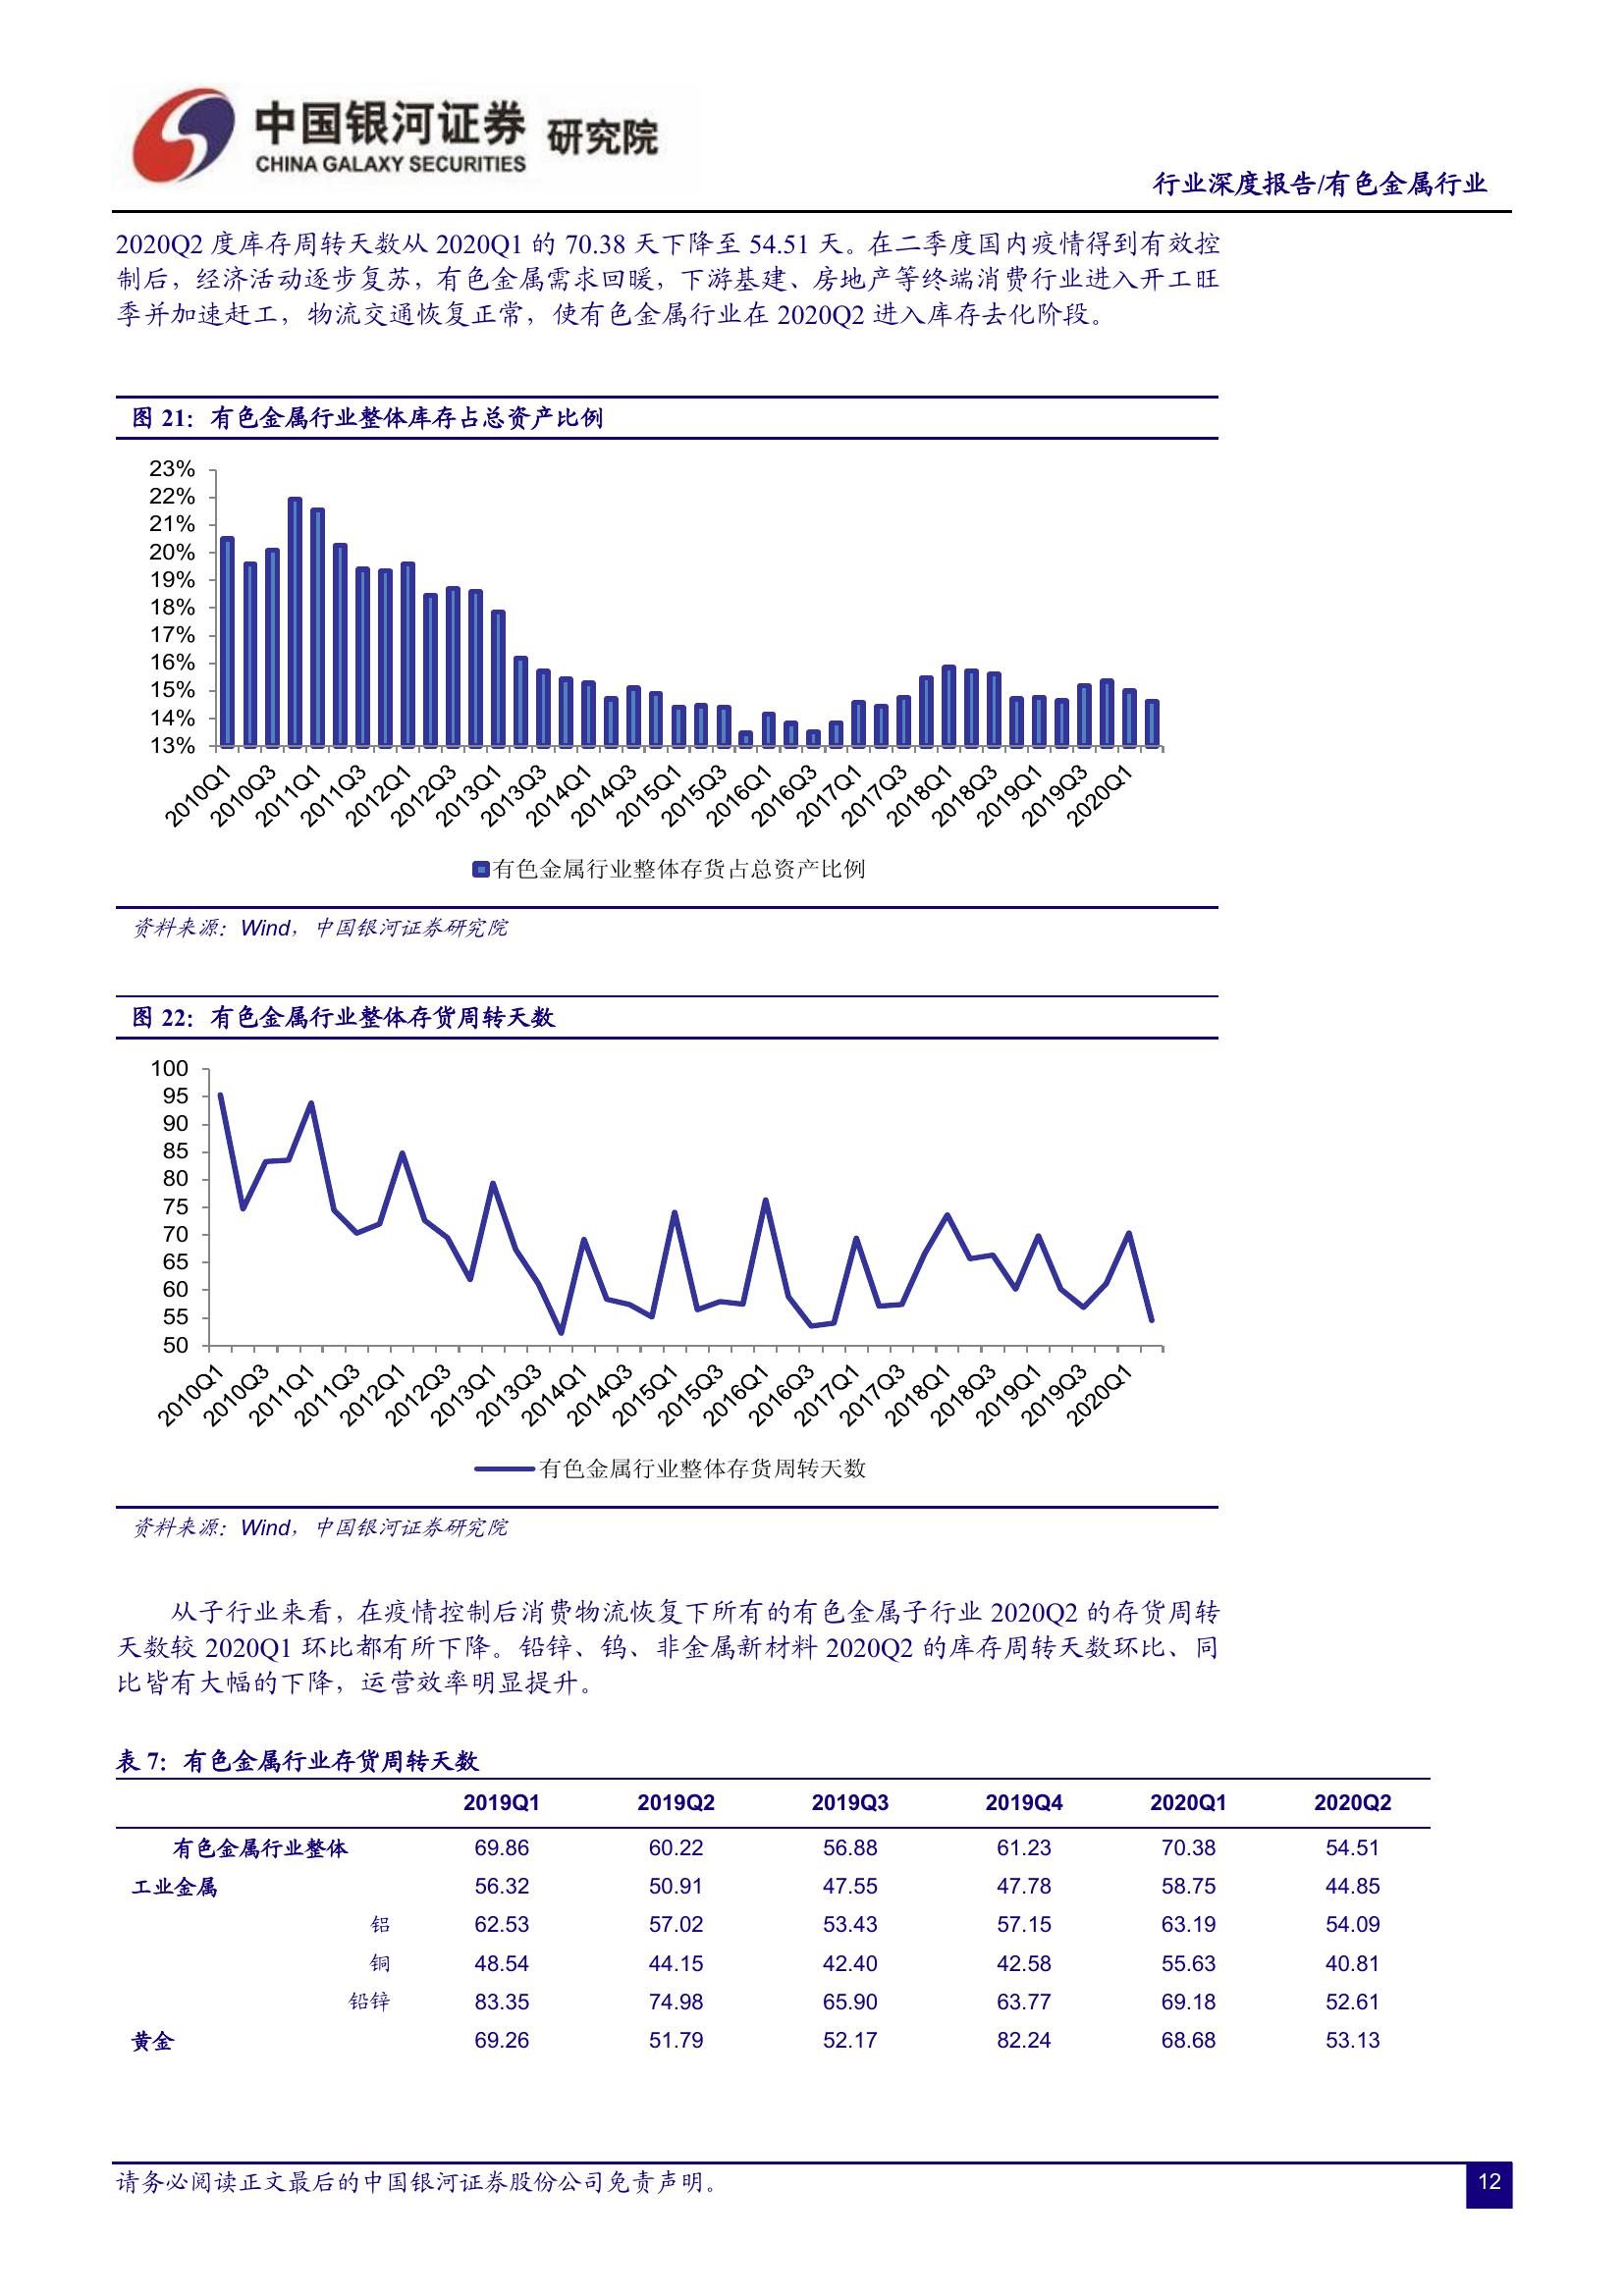 中国银河证券 研究院
CHINA GALAXY SECURITIES
行业深度报告/有色金属行业
2020Q2 度库存周转天数从 2020Q1 的 70.38 天下降至 54.51 天。在二季度国内疫情得到有效控
制后，经济活动逐步复苏，有色金属需求回暖，下游基建、房地产等终端消费行业进入开工旺
季并加速赶工，物流交通恢复正常，使有色金属行业在 2020Q2 进入库存去化阶段。
图 21：有色金属行业整体库存占总资产比例
23%
22%
21%
20%
19%
18%
17%
16%
15%
14%
13%
2010Q1 2010Q3 2011Q1 2011Q3 2012Q1 2012Q3 2013Q1 2013Q3 2014Q1 2014Q3 2015Q1 2015Q3 2016Q1 2016Q3 2017Q1 2017Q3 2018Q1 2018Q3 2019Q1 2019Q3 2020Q1
有色金属行业整体存货占总资产比例
资料来源：Wind，中国银河证券研究院
图 22：有色金属行业整体存货周转天数
100
95
90
85
80
75
70
65
60
55
50
2010Q1 2010Q3 2011Q1 2011Q3 2012Q1 2012Q3 2013Q1 2013Q3 2014Q1 2014Q3 2015Q1 2015Q3 2016Q1 2016Q3 2017Q1 2017Q3 2018Q1 2018Q3 2019Q1 2019Q3 2020Q1
有色金属行业整体存货周转天数
资料来源：Wind，中国银河证券研究院
从子行业来看，在疫情控制后消费物流恢复下所有的有色金属子行业 2020Q2 的存货周转
天数较 2020Q1 环比都有所下降。铅锌、钨、非金属新材料 2020Q2 的库存周转天数环比、同
比皆有大幅的下降，运营效率明显提升。
表 7：有色金属行业存货周转天数
2019Q1 2019Q2 2019Q3 2019Q4 2020Q1 2020Q2
有色金属行业整体 69.86 60.22 56.88 61.23 70.38 54.51
工业金属 56.32 50.91 47.55 47.78 58.75 44.85
铝 62.53 57.02 53.43 57.15 63.19 54.09
铜 48.54 44.15 42.40 42.58 55.63 40.81
铅锌 83.35 74.98 65.90 63.77 69.18 52.61
黄金 69.26 51.79 52.17 82.24 68.68 53.13
请务必阅读正文最后的中国银河证券股份公司免责声明。
12